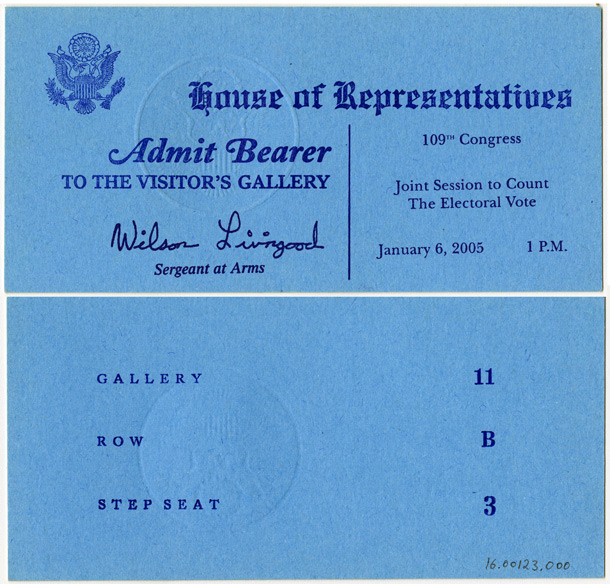 House of Representatives
Admit Bearer
TO THE VISITOR'S GALLERY
Wilson Livingood
Sergeant at Arms
109TH Congress
Joint Session to Count
The Electoral Vote
January 6, 2005 1 P.M.
GALLERY 11
ROW B
STEP SEAT 3
16.00123.000